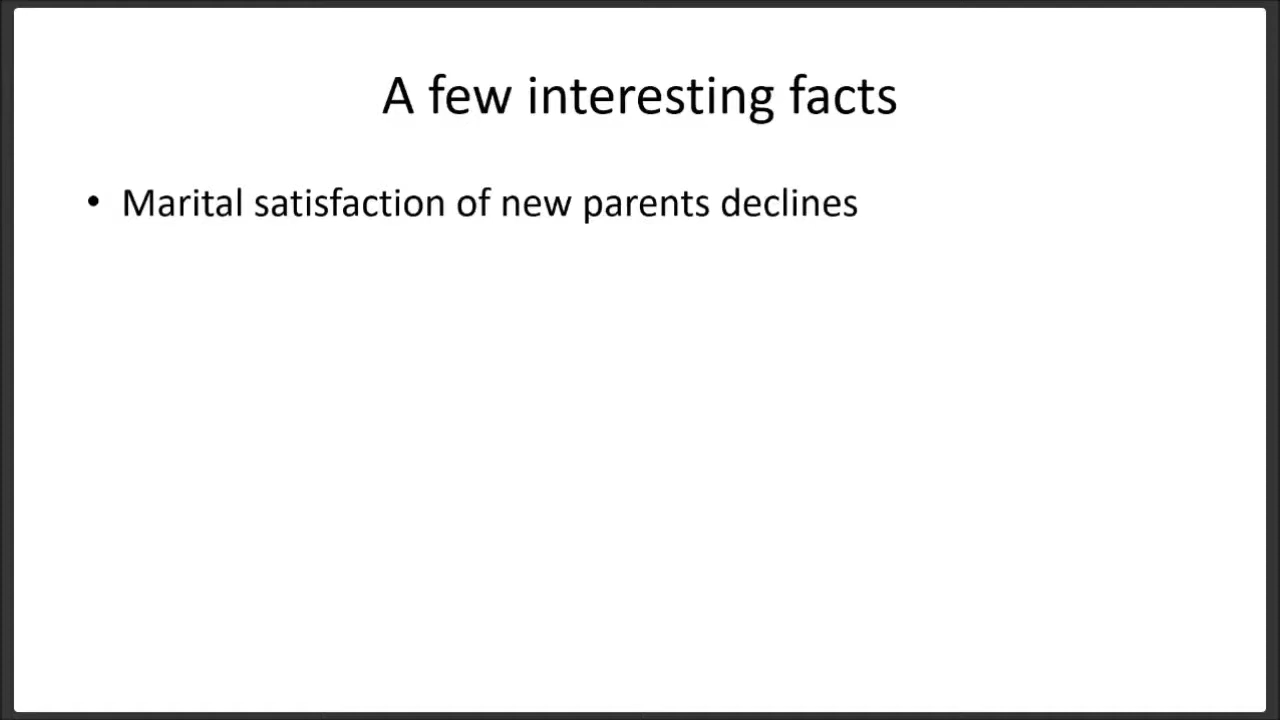 A few interesting facts
• Marital satisfaction of new parents declines